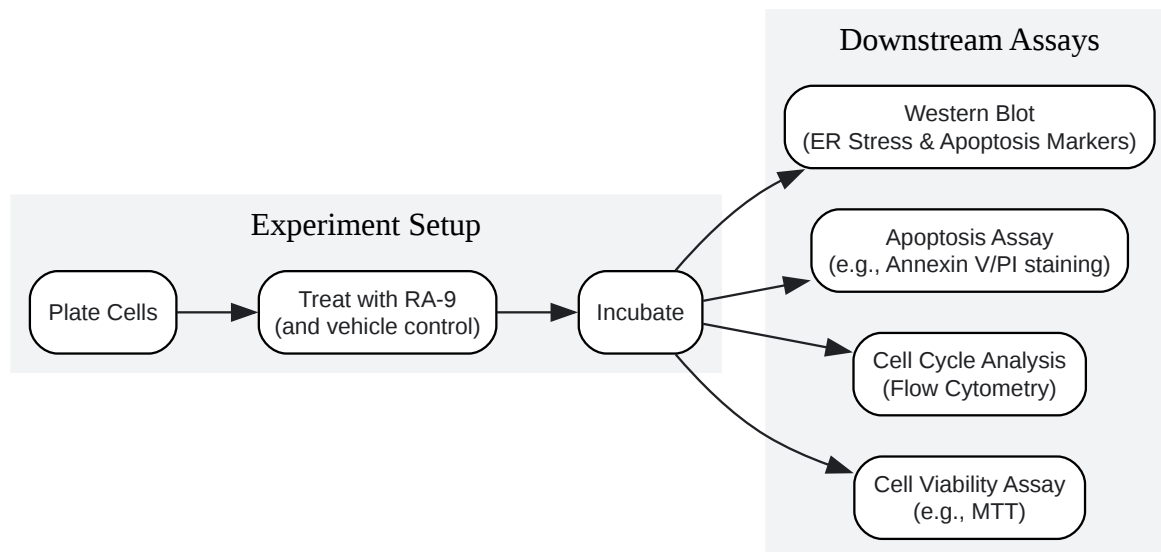 Experiment Setup
Plate Cells
Treat with RA-9
(and vehicle control)
Incubate
Downstream Assays
Western Blot
(ER Stress & Apoptosis Markers)
Apoptosis Assay
(e.g., Annexin V/PI staining)
Cell Cycle Analysis
(Flow Cytometry)
Cell Viability Assay
(e.g., MTT)